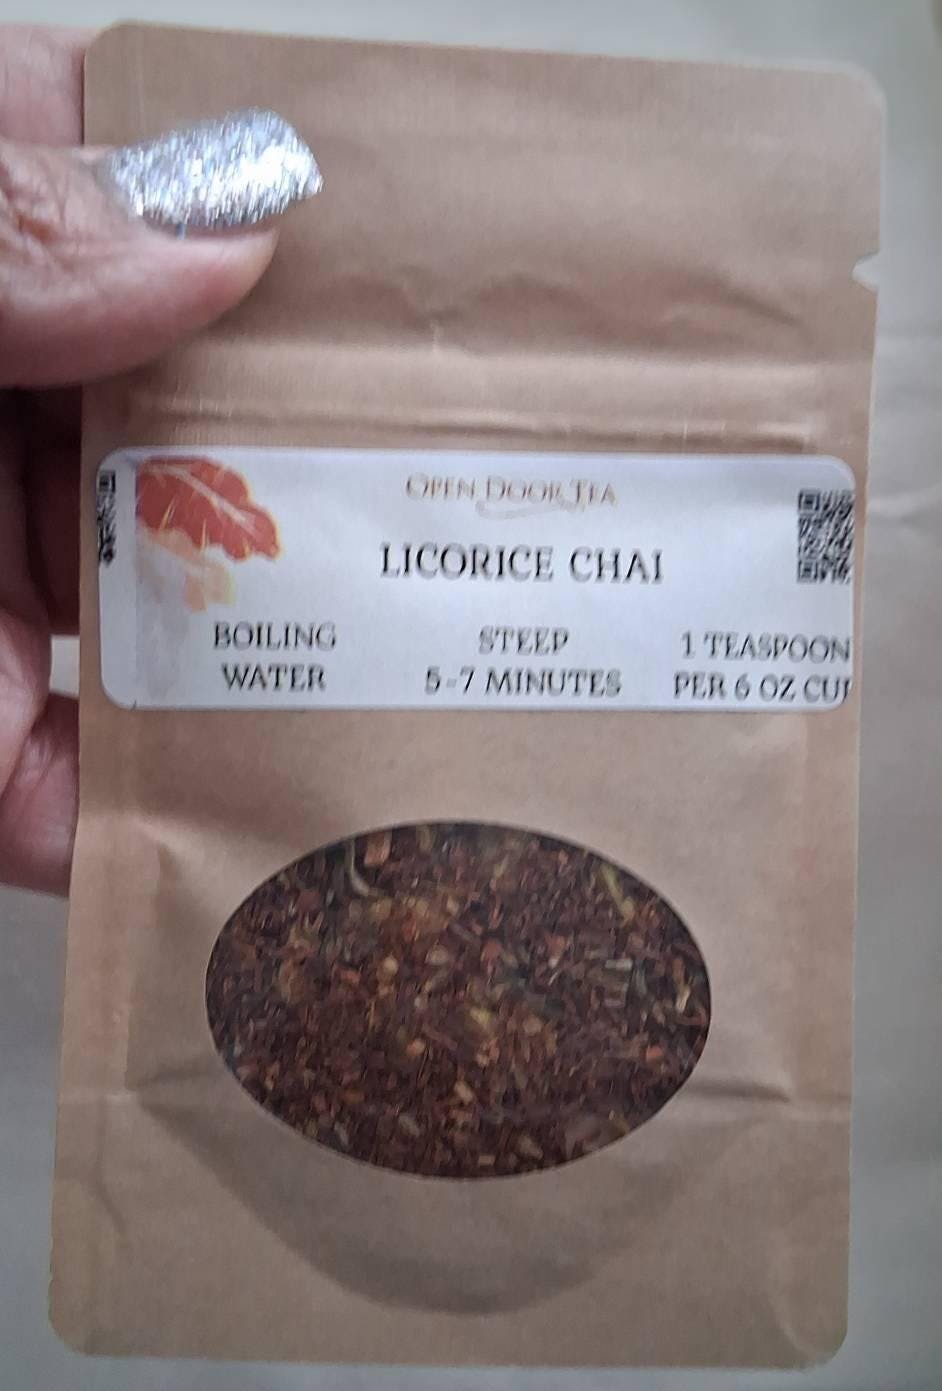 OPEN DOOR TEA
LICORICE CHAI
BOILING
WATER
STEEP
5-7 MINUTES
1 TEASPOON
PER 6 OZ CUP